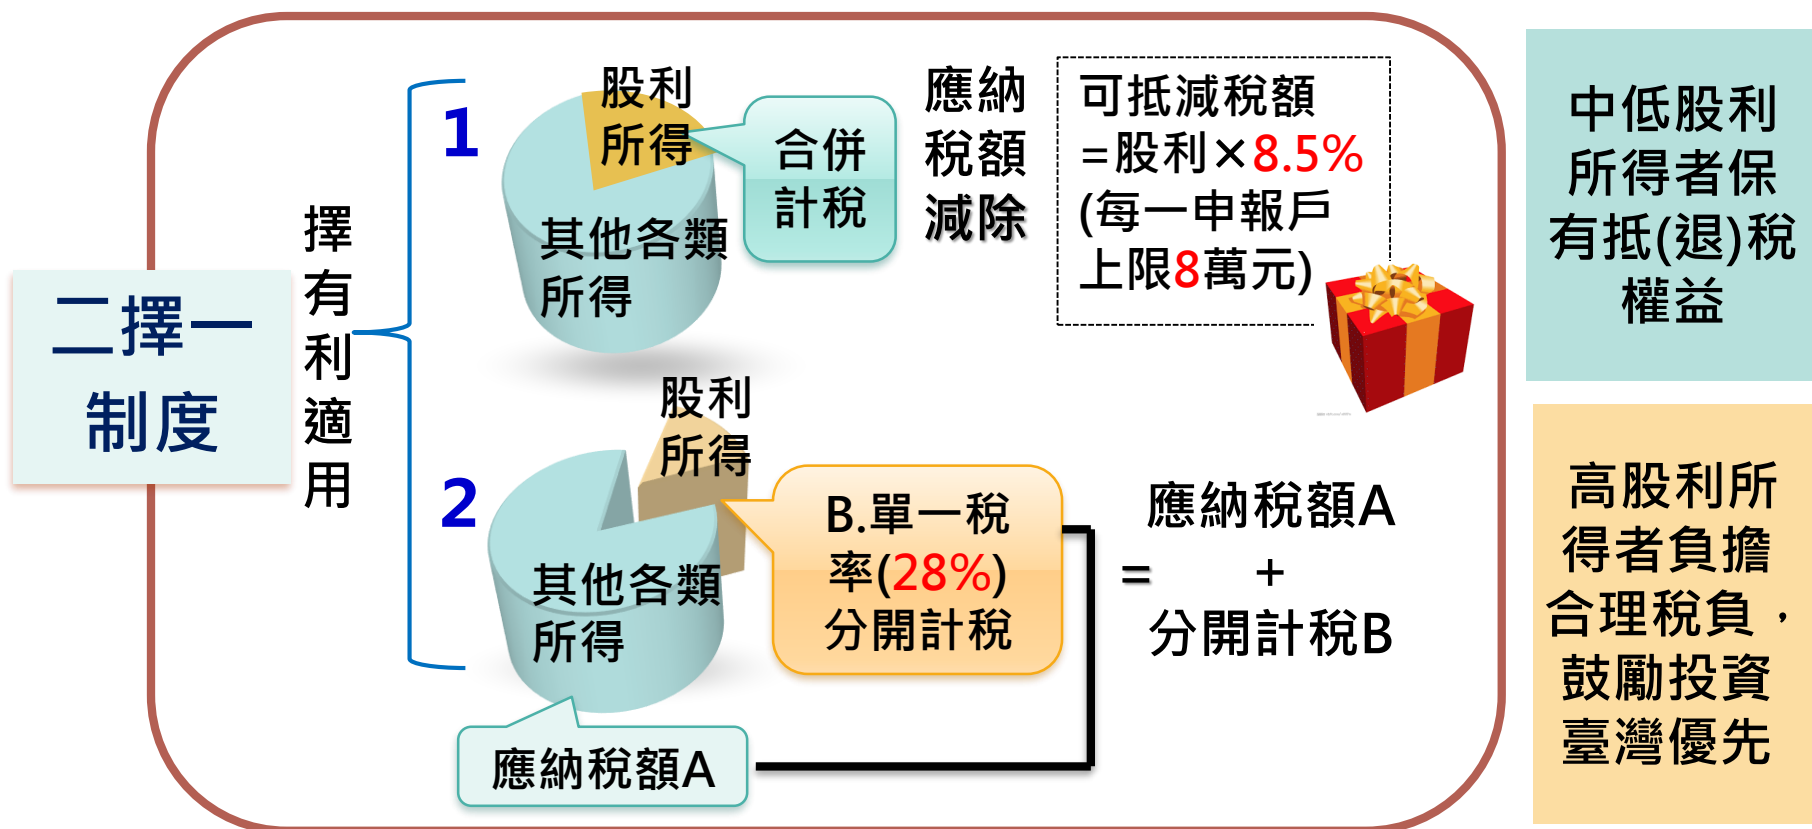 二擇一
制度
擇
有
利
適
用
1
股利
所得
其他各類
所得
合併
計稅
應納
稅額
減除
可抵減稅額
=股利×8.5%
(每一申報戶
上限8萬元)
2
股利
所得
其他各類
所得
B.單一稅
率(28%)
分開計稅
應納稅額A
應納稅額A
= +
分開計稅B
中低股利
所得者保
有抵(退)稅
權益
高股利所
得者負擔
合理稅負，
鼓勵投資
臺灣優先